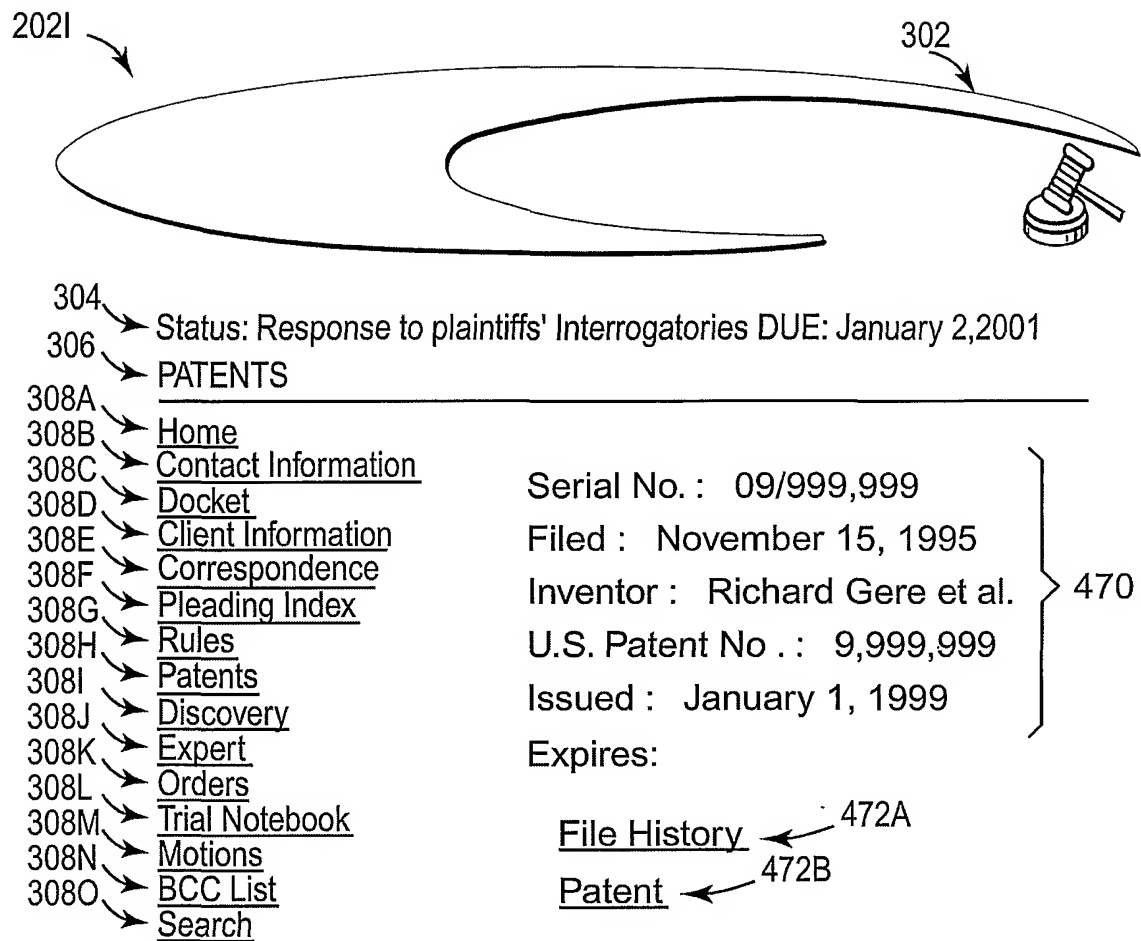 202I
302
304
Status: Response to plaintiffs' Interrogatories DUE: January 2,2001
306
PATENTS
308A
Home
308B
Contact Information
308C
Docket
308D
Client Information
308E
Correspondence
308F
Pleading Index
308G
Rules
308H
Patents
308I
Discovery
308J
Expert
308K
Orders
308L
Trial Notebook
308M
Motions
308N
BCC List
308O
Search
Serial No. : 09/999,999
Filed : November 15, 1995
Inventor : Richard Gere et al.
U.S. Patent No . : 9,999,999
Issued : January 1, 1999
Expires:
470
File History
472A
Patent
472B